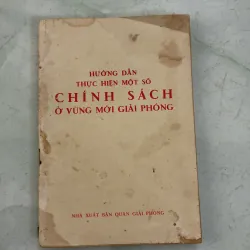 HƯỚNG DẪN
THỰC HIỆN MỘT SỐ
CHÍNH SÁCH
Ở VÙNG MỚI GIẢI PHÓNG
NHÀ XUẤT BẢN QUÂN GIẢI PHÓNG